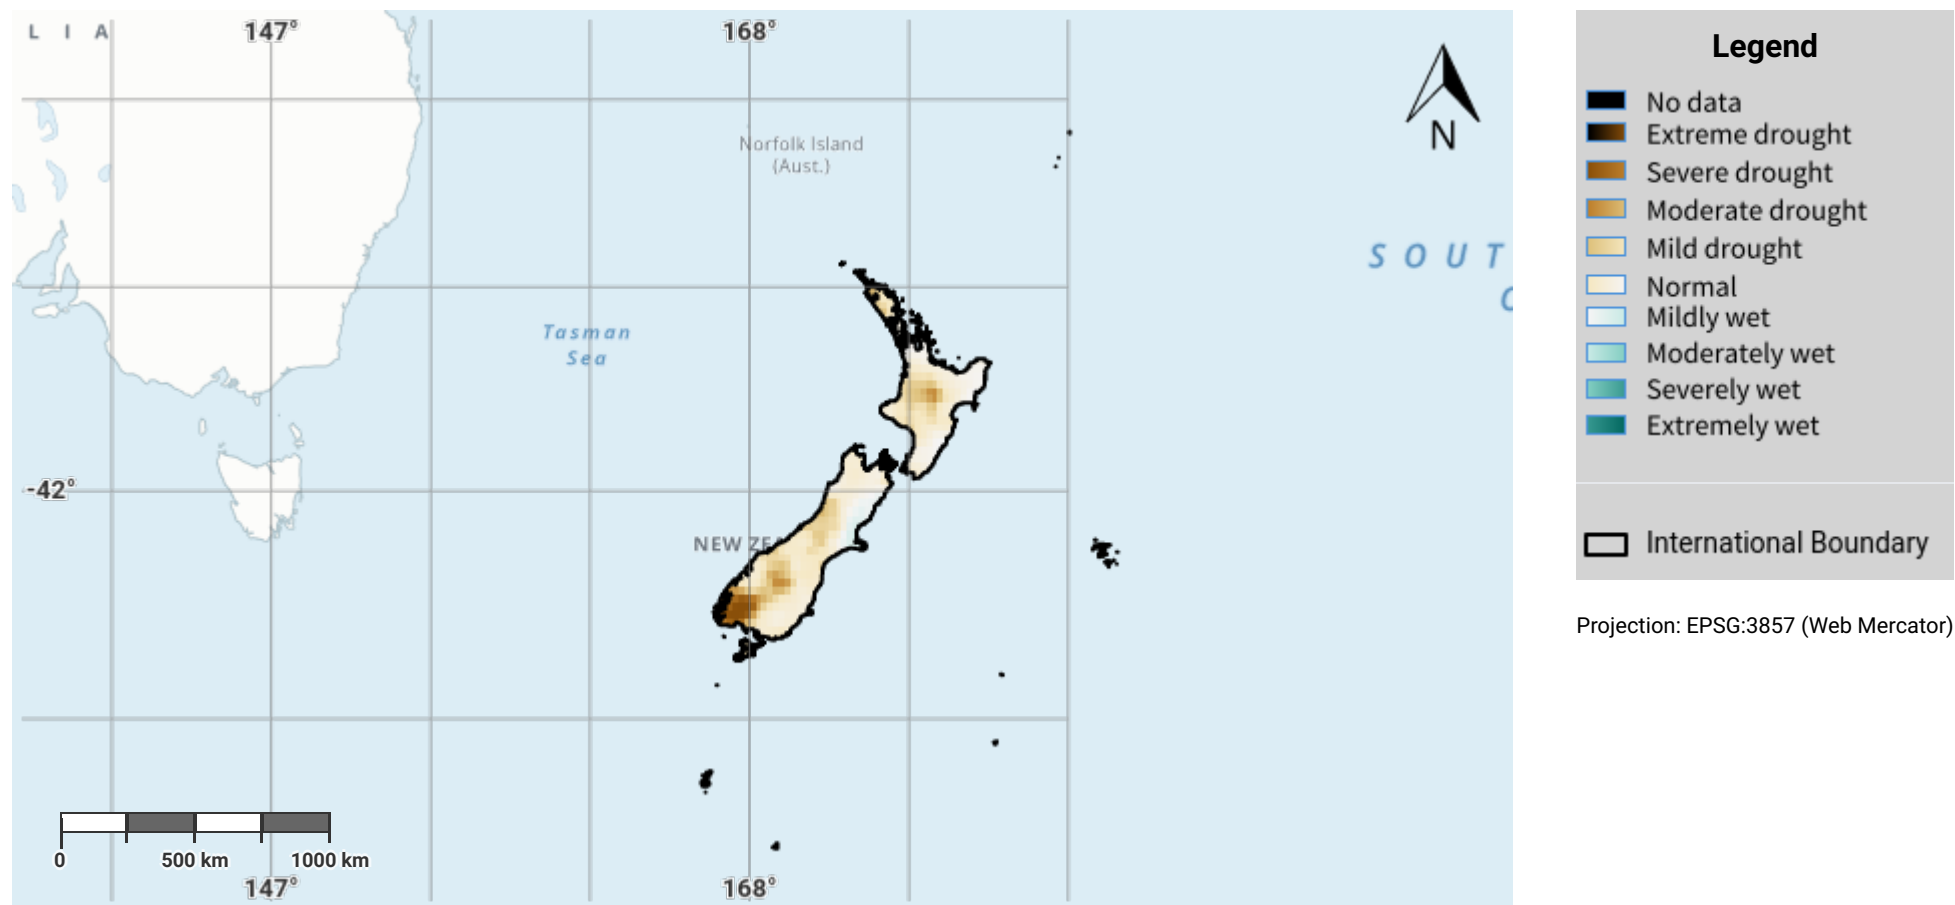 L I A
147°
168°
Norfolk Island
(Aust.)
SOUT
Tasman
Sea
-42°
NEW ZEA
0
500 km
1000 km
147°
168°
N
Legend
No data
Extreme drought
Severe drought
Moderate drought
Mild drought
Normal
Mildly wet
Moderately wet
Severely wet
Extremely wet
International Boundary
Projection: EPSG:3857 (Web Mercator)